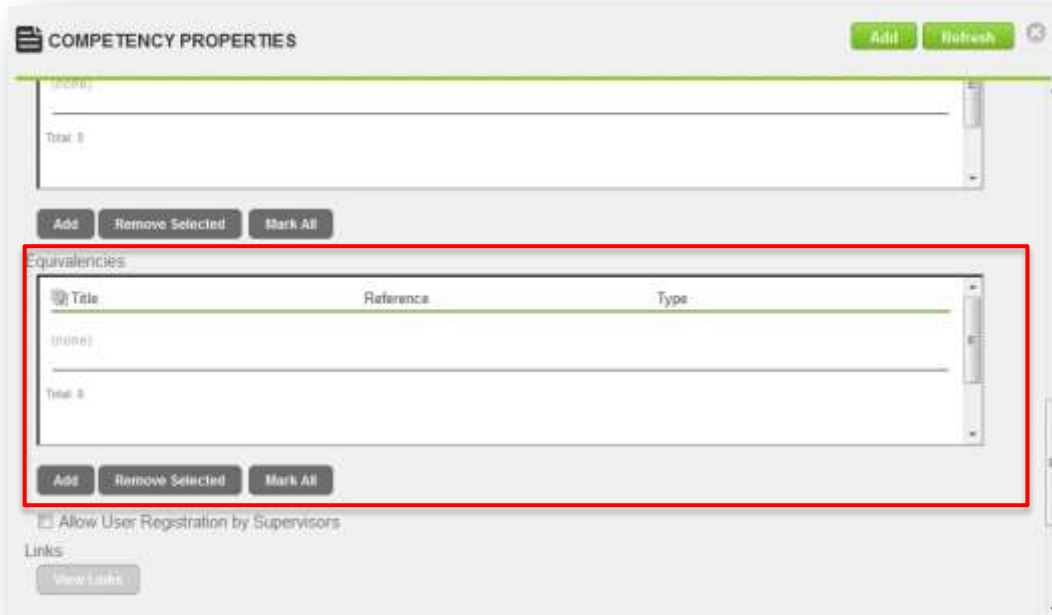 COMPETENCY PROPERTIES
Add Refresh
(none)
Total: 0
Add Remove Selected Mark All
Equivalencies
Title Reference Type
(none)
Total: 0
Add Remove Selected Mark All
Allow User Registration by Supervisors
Links
View Links